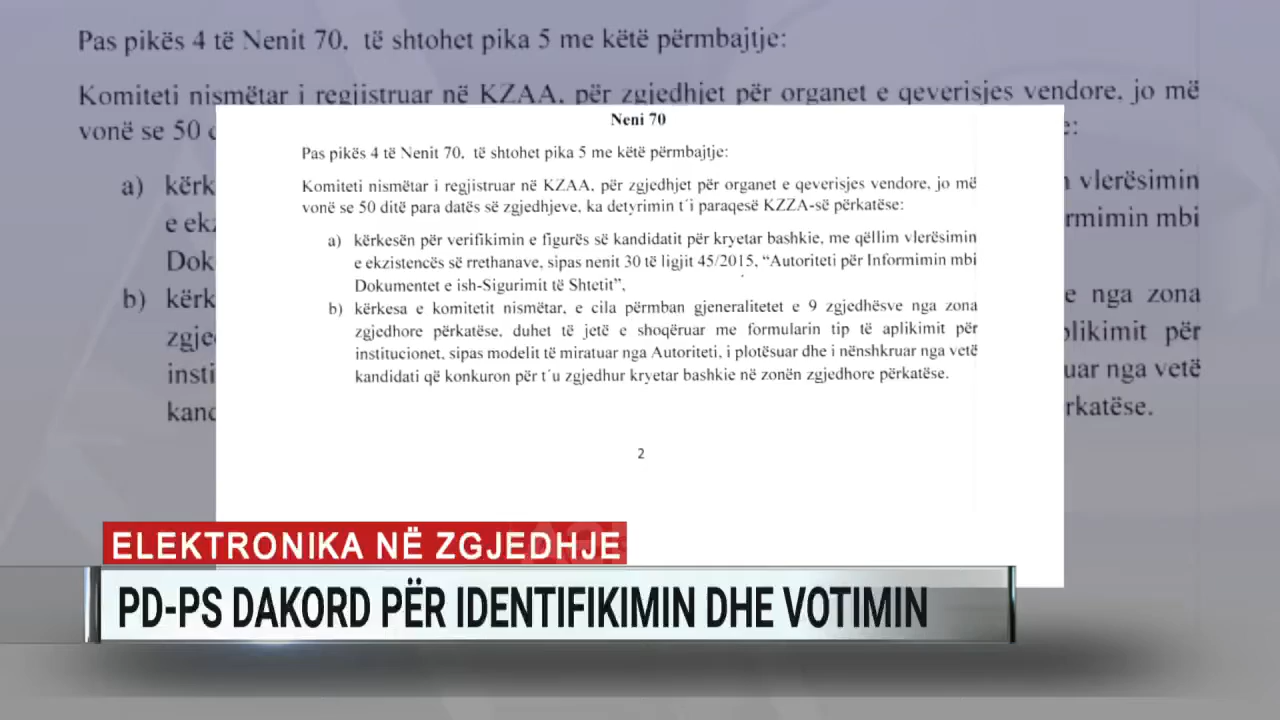 Pas pikës 4 të Nenit 70, të shtohet pika 5 me këtë përmbajtje:
Komiteti nismëtar i regjistruar në KZAA, për zgjedhjet për organet e qeverisjes vendore, jo më
vonë se 50
a) kërk
vlerësimin
e ek
rmimin mbi
Dok
b) kërk
e nga zona
zgje
plikimit për
insti
uar nga vetë
kand
rkatëse.
Neni 70
Pas pikës 4 të Nenit 70, të shtohet pika 5 me këtë përmbajtje:
Komiteti nismëtar i regjistruar në KZAA, për zgjedhjet për organet e qeverisjes vendore, jo më
vonë se 50 ditë para datës së zgjedhjeve, ka detyrimin t´i paraqesë KZZA-së përkatëse:
a) kërkesën për verifikimin e figurës së kandidatit për kryetar bashkie, me qëllim vlerësimin
e ekzistencës së rrethanave, sipas nenit 30 të ligjit 45/2015, “Autoriteti për Informimin mbi
Dokumentet e ish-Sigurimit të Shtetit”,
b) kërkesa e komitetit nismëtar, e cila përmban gjeneralitetet e 9 zgjedhësve nga zona
zgjedhore përkatëse, duhet të jetë e shoqëruar me formularin tip të aplikimit për
institucionet, sipas modelit të miratuar nga Autoriteti, i plotësuar dhe i nënshkruar nga vetë
kandidati që konkuron për t´u zgjedhur kryetar bashkie në zonën zgjedhore përkatëse.
2
ELEKTRONIKA NË ZGJEDHJE
PD-PS DAKORD PËR IDENTIFIKIMIN DHE VOTIMIN